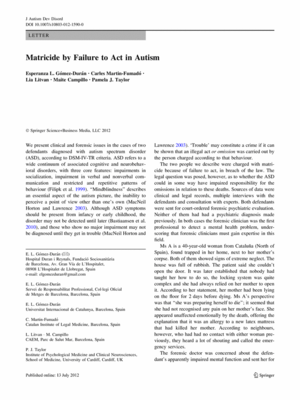 J Autism Dev Disord
DOI 10.1007/s10803-012-1590-8
LETTER
Matricide by Failure to Act in Autism
Esperanza L. Gómez-Durán · Carles Martin-Fumadó ·
Lia Litvan · Maite Campillo · Pamela J. Taylor
© Springer Science+Business Media, LLC 2012
We present clinical and forensic issues in the cases of two
defendants diagnosed with autism spectrum disorder
(ASD), according to DSM-IV-TR criteria. ASD refers to a
wide continuum of associated cognitive and neurobehav-
ioral disorders, with three core features: impairments in
socialization, impairment in verbal and nonverbal com-
munication and restricted and repetitive patterns of
behaviour (Filipek et al. 1999). "Mindblindness" describes
an essential aspect of the autism picture, the inability to
perceive a point of view other than one's own (MacNeil
Horton and Lawrence 2003). Although ASD symptoms
should be present from infancy or early childhood, the
disorder may not be detected until later (Bastiaansen et al.
2010), and those who show no major impairment may not
be diagnosed until they get in trouble (MacNeil Horton and
E. L. Gómez-Durán
Hospital Doctor i Reynals, Fundació Sociosanitària
de Barcelona, Av. Gran Via de L'Hospitalet,
08908 L'Hospitalet de Llobregat, Spain
E. L. Gómez-Durán
Servei de Responsabilitat Professional, Col·legi Oficial
de Metges de Barcelona, Barcelona, Spain
E. L. Gómez-Durán
Universitat Internacional de Catalunya, Barcelona, Spain
C. Martin-Fumadó
Catalan Institute of Legal Medicine, Barcelona, Spain
L. Litvan · M. Campillo
CAEM, Parc de Salut Mar, Barcelona, Spain
P. J. Taylor
Institute of Psychological Medicine and Clinical Neurosciences,
School of Medicine, University of Cardiff, Cardiff, UK
Lawrence 2003). 'Trouble' may constitute a crime if it can
be shown that an illegal act or omission was carried out by
the person charged according to that behaviour.
The two people we describe were charged with matri-
cide because of failure to act, in breach of the law. The
legal question was posed, however, as to whether the ASD
could in some way have impaired responsibility for the
omissions in relation to these deaths. Sources of data were
clinical and legal records, multiple interviews with the
defendants and consultation with experts. Both defendants
were sent for court-ordered forensic psychiatric evaluation.
Neither of them had had a psychiatric diagnosis made
previously. In both cases the forensic clinician was the first
professional to detect a mental health problem, under-
scoring that forensic clinicians must gain expertise in this
field.
Ms A is a 40-year-old woman from Catalonia (North of
Spain), found trapped in her home, next to her mother's
corpse. Both of them showed signs of extreme neglect. The
house was full of rubbish. The patient said she couldn't
open the door. It was later established that nobody had
taught her how to do so, the locking system was quite
complex and she had always relied on her mother to open
it. According to her statement, her mother had been lying
on the floor for 2 days before dying. Ms A's perspective
was that "she was preparing herself to die"; it seemed that
she had not recognised any pain on her mother's face. She
appeared unaffected emotionally by the death, offering the
explanation that it was an allergy to a new latex mattress
that had killed her mother. According to neighbours,
however, who had had no contact with either woman pre-
viously, they heard a lot of shouting and called the emer-
gency services.
The forensic doctor was concerned about the defen-
dant's apparently impaired mental function and sent her for
Published online: 13 July 2012
Springer